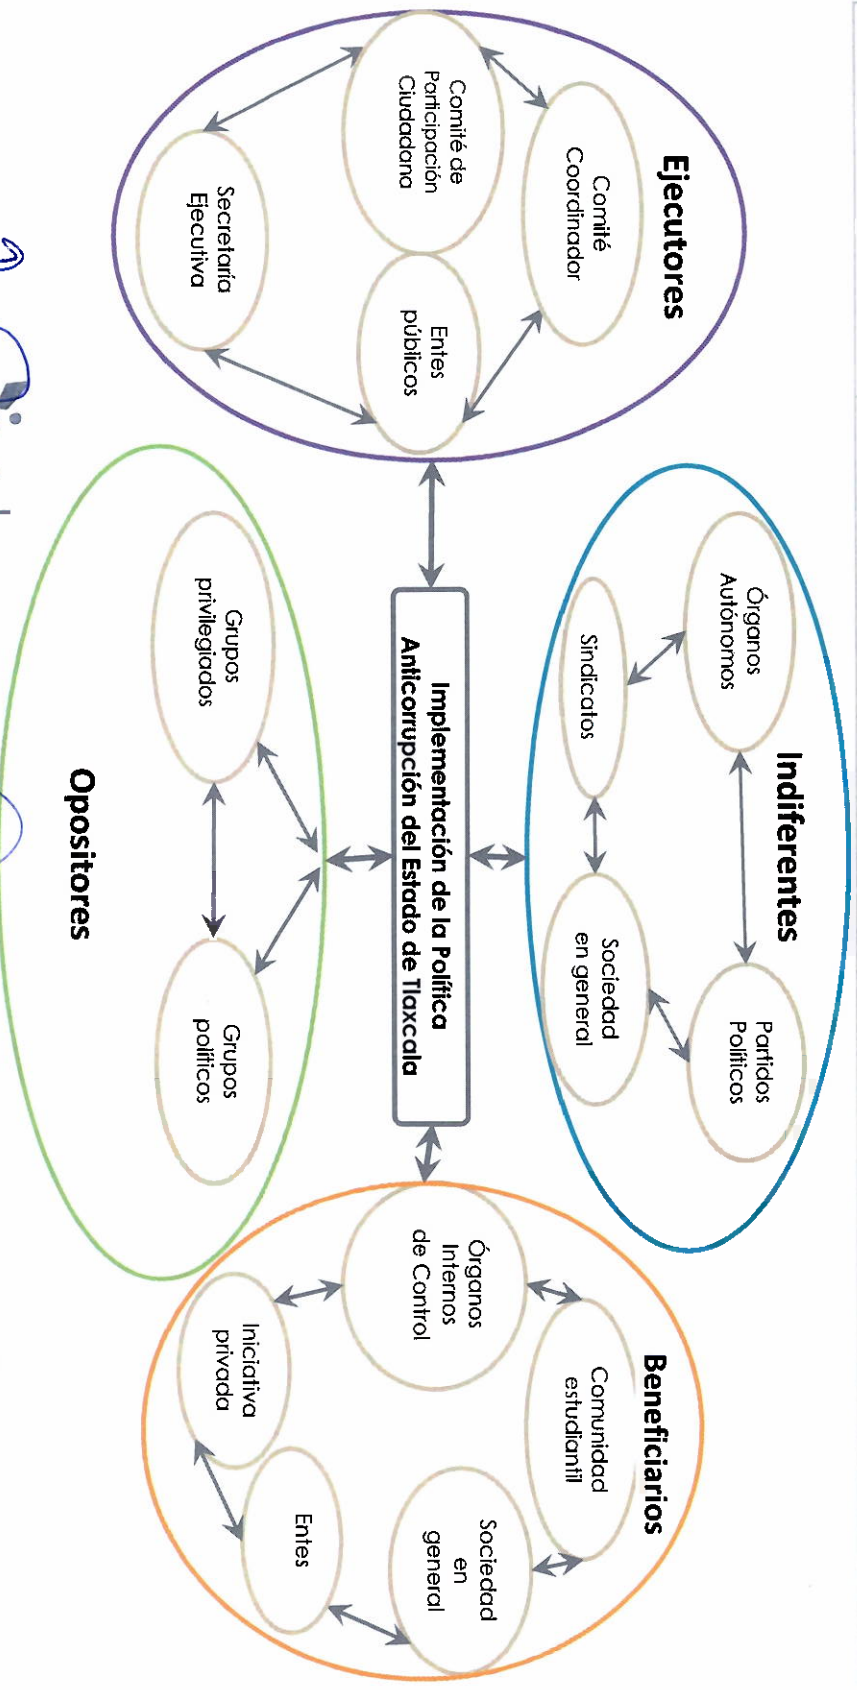 Ejecutores
Comité
Coordinador
Comité de
Participación
Ciudadana
Entes
públicos
Secretaría
Ejecutiva
Indiferentes
Órganos
Autónomos
Partidos
Políticos
Sindicatos
Sociedad
en general
Implementación de la Política
Anticorrupción del Estado de Tlaxcala
Grupos
privilegiados
Grupos
políticos
Opositores
Beneficiarios
Comunidad
estudiantil
Órganos
Internos
de Control
Sociedad
en
general
Iniciativa
privada
Entes